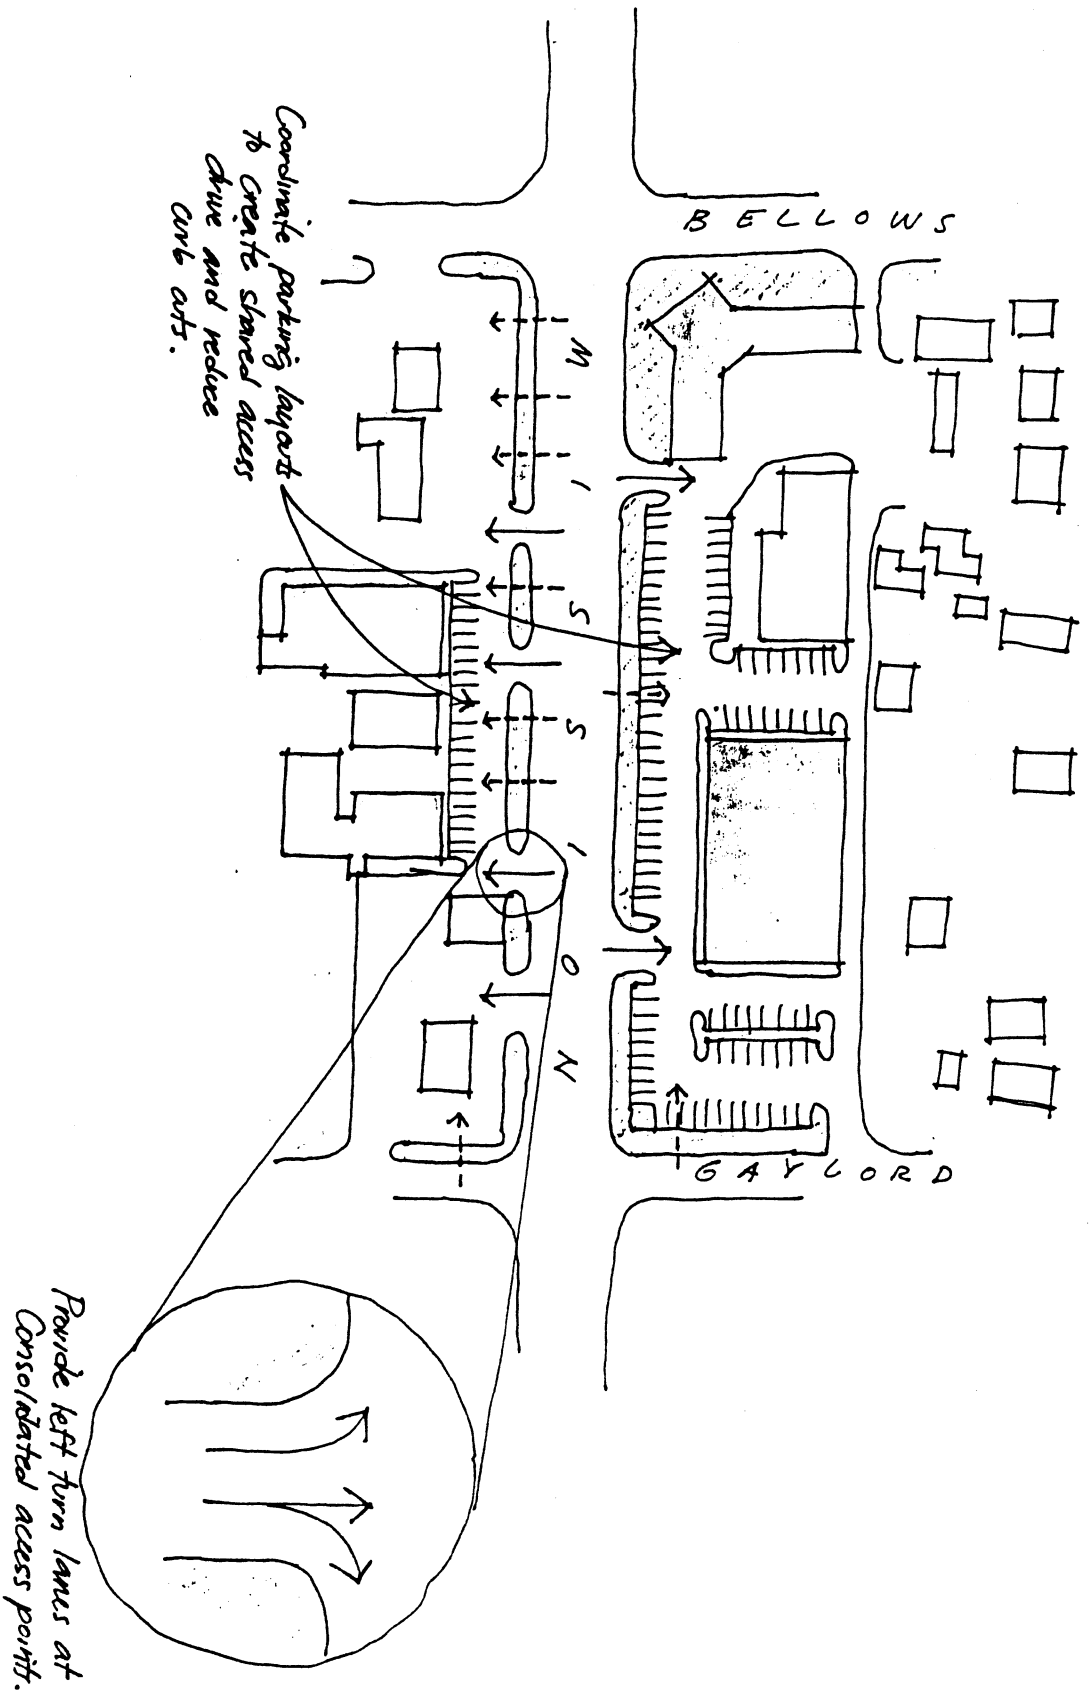 BELLOWS
MISSION
GAYLORD
Coordinate parking layouts
to create shared access
drive and reduce
curb cuts.
Provide left turn lanes at
Consolidated access points.